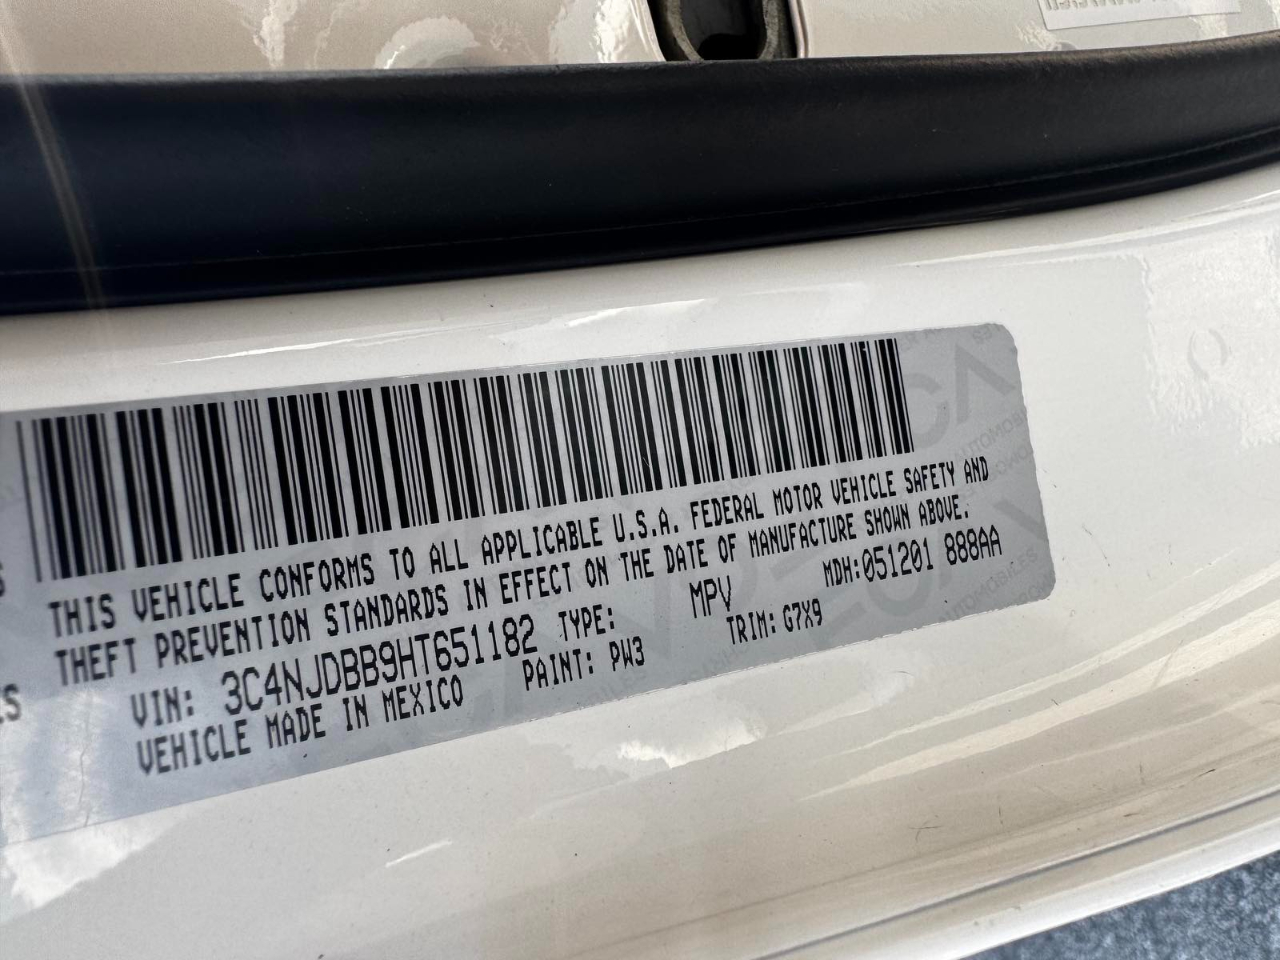 THIS VEHICLE CONFORMS TO ALL APPLICABLE U.S.A. FEDERAL MOTOR VEHICLE SAFETY AND
THEFT PREVENTION STANDARDS IN EFFECT ON THE DATE OF MANUFACTURE SHOWN ABOVE.
VIN: 3C4NJDBB9HT651182 TYPE: MPV MDH:051201 888AA
VEHICLE MADE IN MEXICO PAINT: PW3 TRIM: G7X9